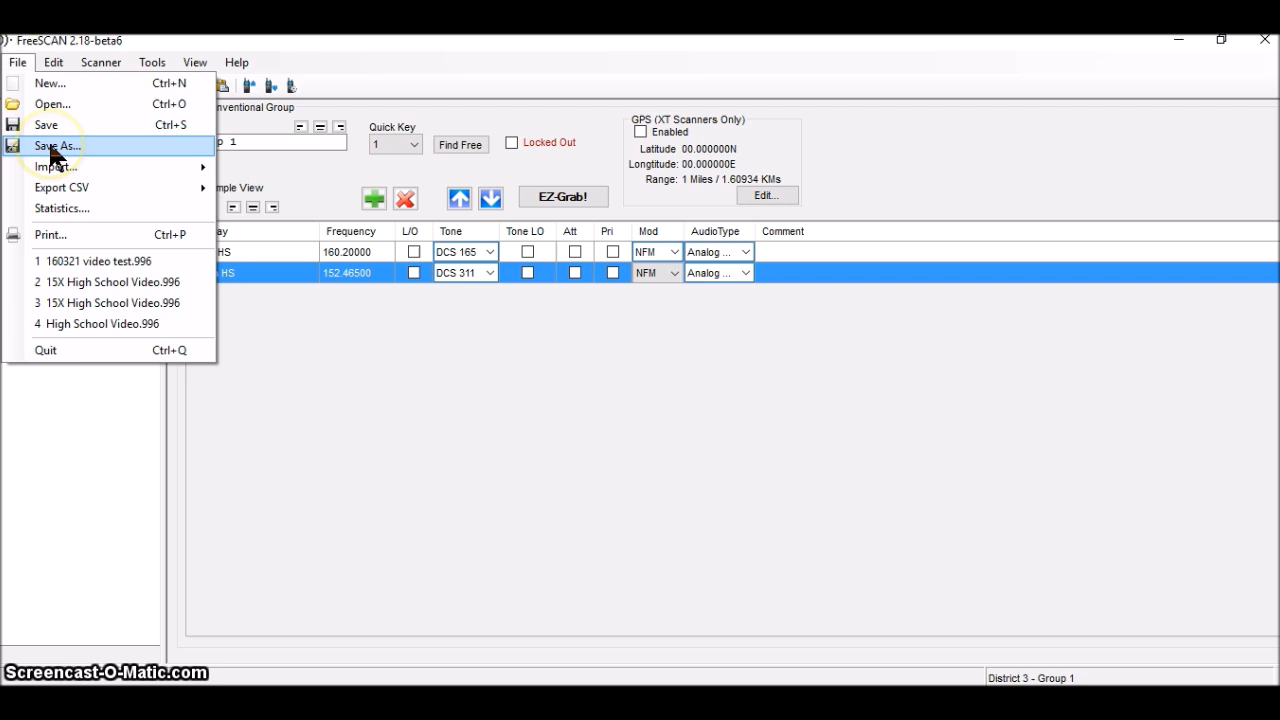 FreeSCAN 2.18-beta6
File Edit Scanner Tools View Help
New... Ctrl+N
Open... Ctrl+O
Save Ctrl+S
Save As...
Import...
Export CSV
Statistics....
Print... Ctrl+P
1 160321 video test.996
2 15X High School Video.996
3 15X High School Video.996
4 High School Video.996
Quit Ctrl+Q
onventional Group
p 1
Quick Key
1
Find Free
Locked Out
GPS (XT Scanners Only)
Enabled
Latitude 00.000000N
Longtitude: 00.000000E
Range: 1 Miles / 1.60934 KMs
Edit...
mple View
EZ-Grab!
ay Frequency L/O Tone Tone LO Att Pri Mod AudioType Comment
HS 160.20000 DCS 165 NFM Analog ...
HS 152.46500 DCS 311 NFM Analog ...
Screencast-O-Matic.com
District 3 - Group 1